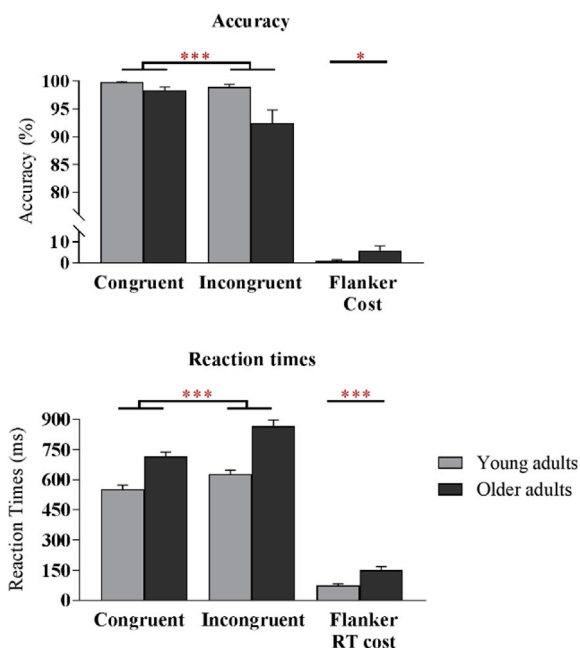 Accuracy
*** *
Accuracy (%)
100
95
90
85
80
10
0
Congruent Incongruent Flanker
Cost
Reaction times
*** ***
Reaction Times (ms)
900
750
600
450
300
150
0
Young adults
Older adults
Congruent Incongruent Flanker
RT cost